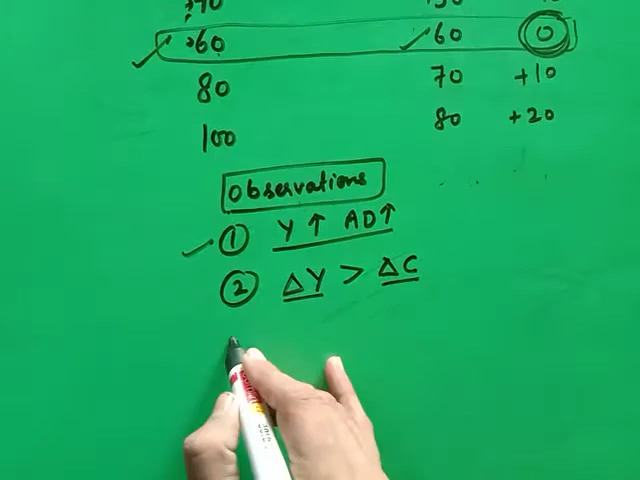 60 60 0
80 70 +10
100 80 +20
Observations
① Y ↑ AD ↑
② ΔY > ΔC